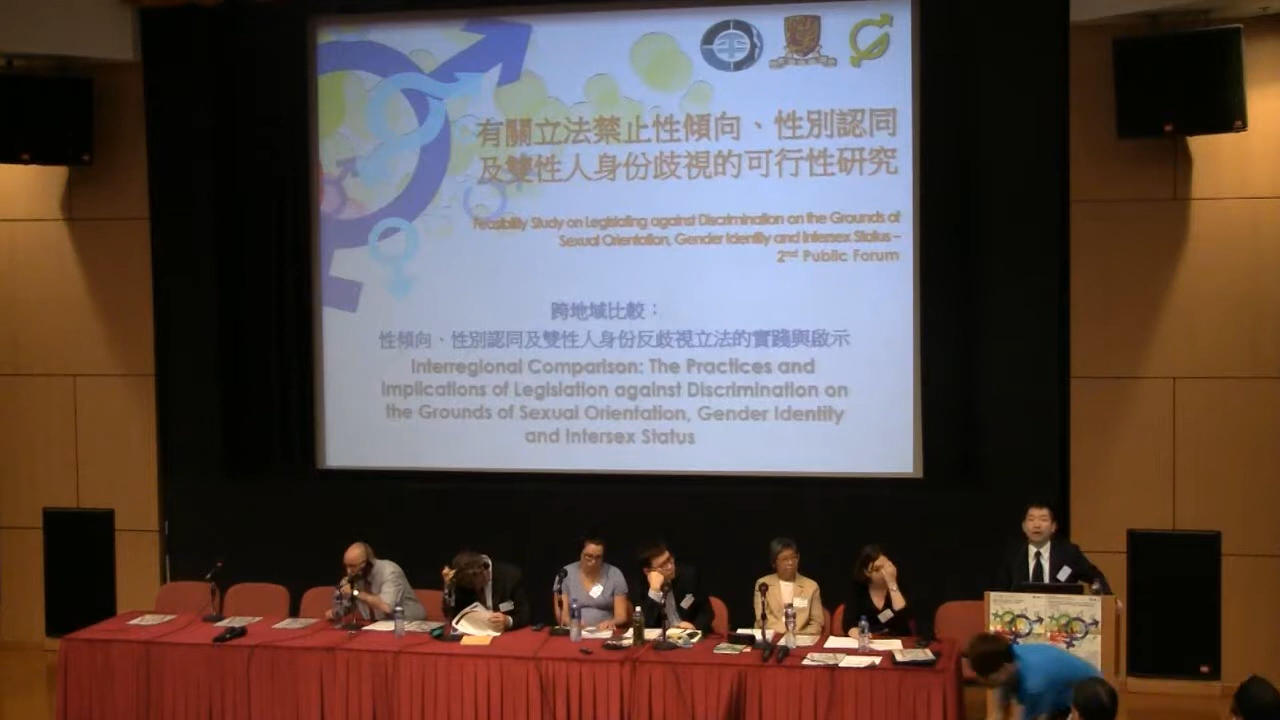 有關立法禁止性傾向、性別認同
及雙性人身份歧視的可行性研究
Feasibility Study on Legislating against Discrimination on the Grounds of
Sexual Orientation, Gender Identity and Intersex Status –
2nd Public Forum
跨地域比較：
性傾向、性別認同及雙性人身份反歧視立法的實踐與啟示
Interregional Comparison: The Practices and
Implications of Legislation against Discrimination on
the Grounds of Sexual Orientation, Gender Identity
and Intersex Status